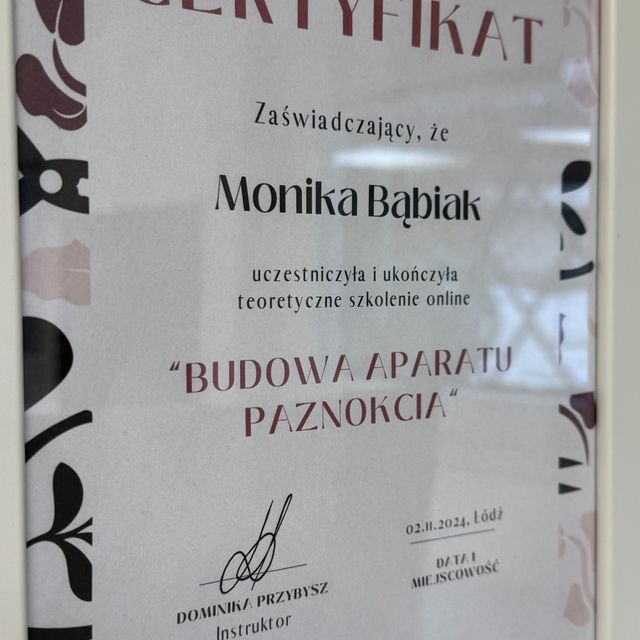 CERTYFIKAT
Zaświadczający, że
Monika Bąbiak
uczestniczyła i ukończyła
teoretyczne szkolenie online
“BUDOWA APARATU
PAZNOKCIA“
02.11.2024, Łódź
DATA I
MIEJSCOWOŚĆ
DOMINIKA PRZYBYSZ
Instruktor